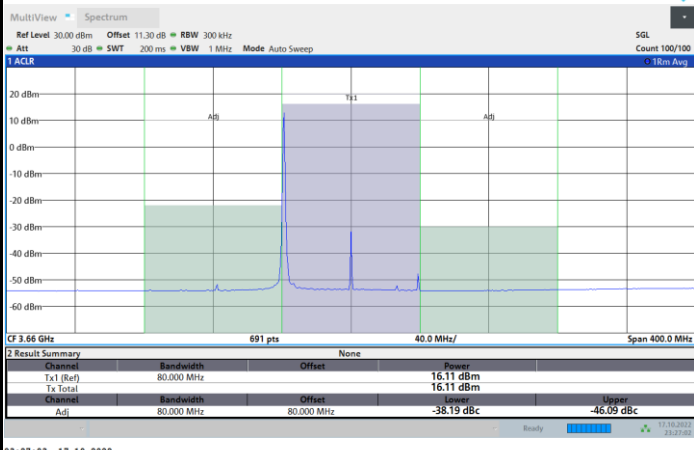 MultiView Spectrum
Ref Level 30.00 dBm Offset 11.30 dB RBW 300 kHz SGL
Att 30 dB SWT 200 ms VBW 1 MHz Mode Auto Sweep Count 100/100
1 ACLR 1Rm Avg
20 dBm
Tx1
10 dBm Adj Adj
0 dBm
-10 dBm
-20 dBm
-30 dBm
-40 dBm
-50 dBm
-60 dBm
CF 3.66 GHz 691 pts 40.0 MHz/ Span 400.0 MHz
2 Result Summary None
Channel Bandwidth Offset Power
Tx1 (Ref) 80.000 MHz 16.11 dBm
Tx Total 16.11 dBm
Channel Bandwidth Offset Lower Upper
Adj 80.000 MHz 80.000 MHz -38.19 dBc -46.09 dBc
Ready 17.10.2022
23:27:02